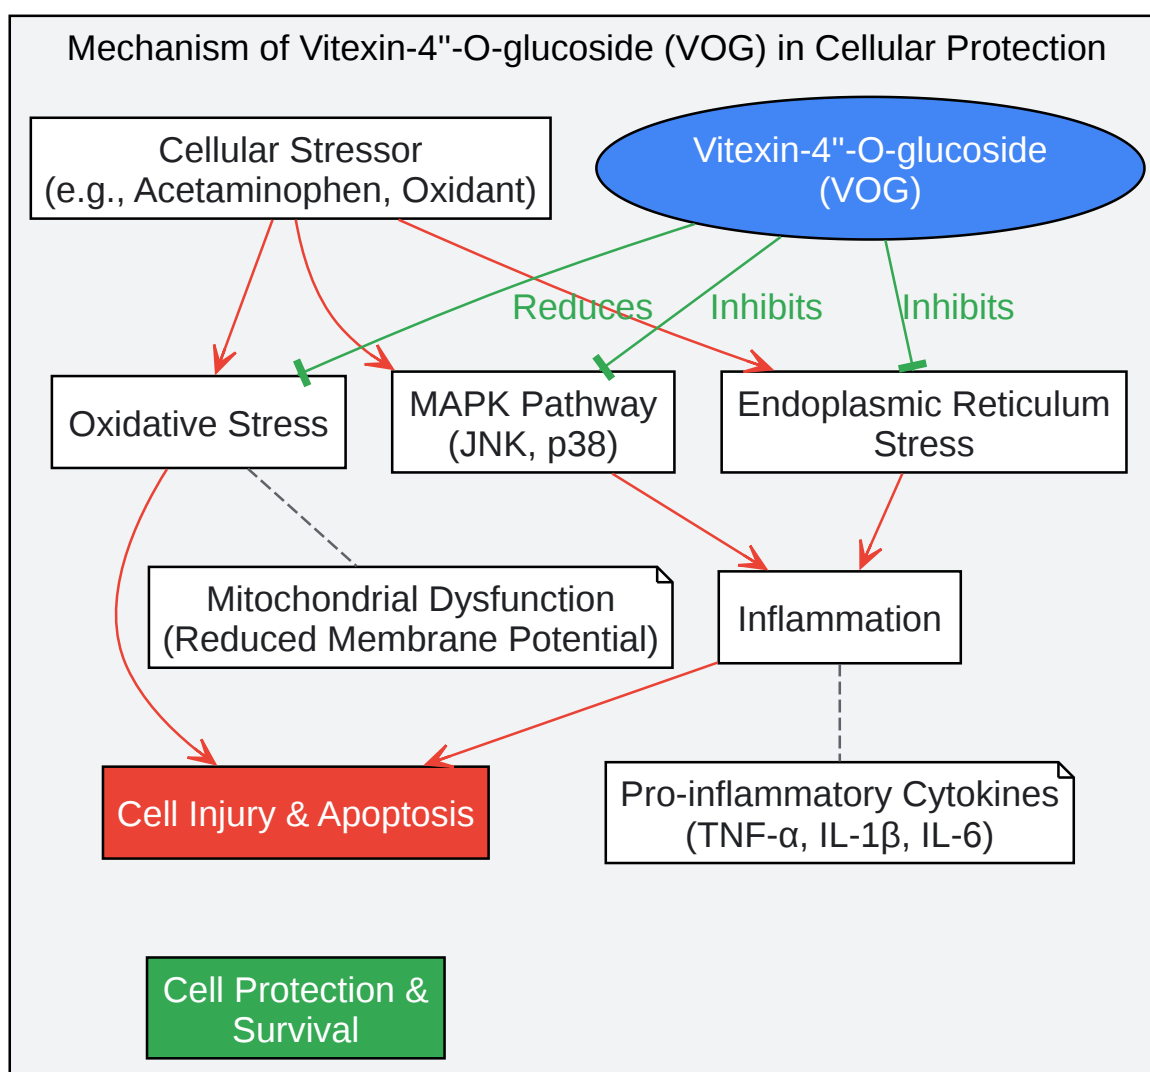 Mechanism of Vitexin-4''-O-glucoside (VOG) in Cellular Protection
Cellular Stressor
(e.g., Acetaminophen, Oxidant)
Vitexin-4''-O-glucoside
(VOG)
Reduces
Inhibits
Inhibits
Oxidative Stress
MAPK Pathway
(JNK, p38)
Endoplasmic Reticulum
Stress
Mitochondrial Dysfunction
(Reduced Membrane Potential)
Inflammation
Cell Injury & Apoptosis
Pro-inflammatory Cytokines
(TNF-α, IL-1β, IL-6)
Cell Protection &
Survival